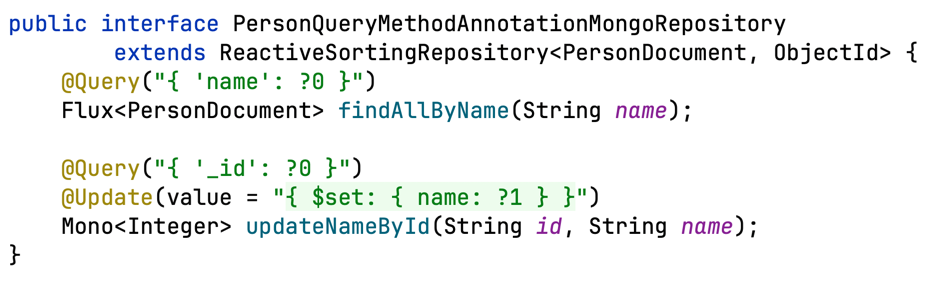 public interface PersonQueryMethodAnnotationMongoRepository
        extends ReactiveSortingRepository<PersonDocument, ObjectId> {
    @Query("{ 'name': ?0 }")
    Flux<PersonDocument> findAllByName(String name);

    @Query("{ '_id': ?0 }")
    @Update(value = "{ $set: { name: ?1 } }")
    Mono<Integer> updateNameById(String id, String name);
}